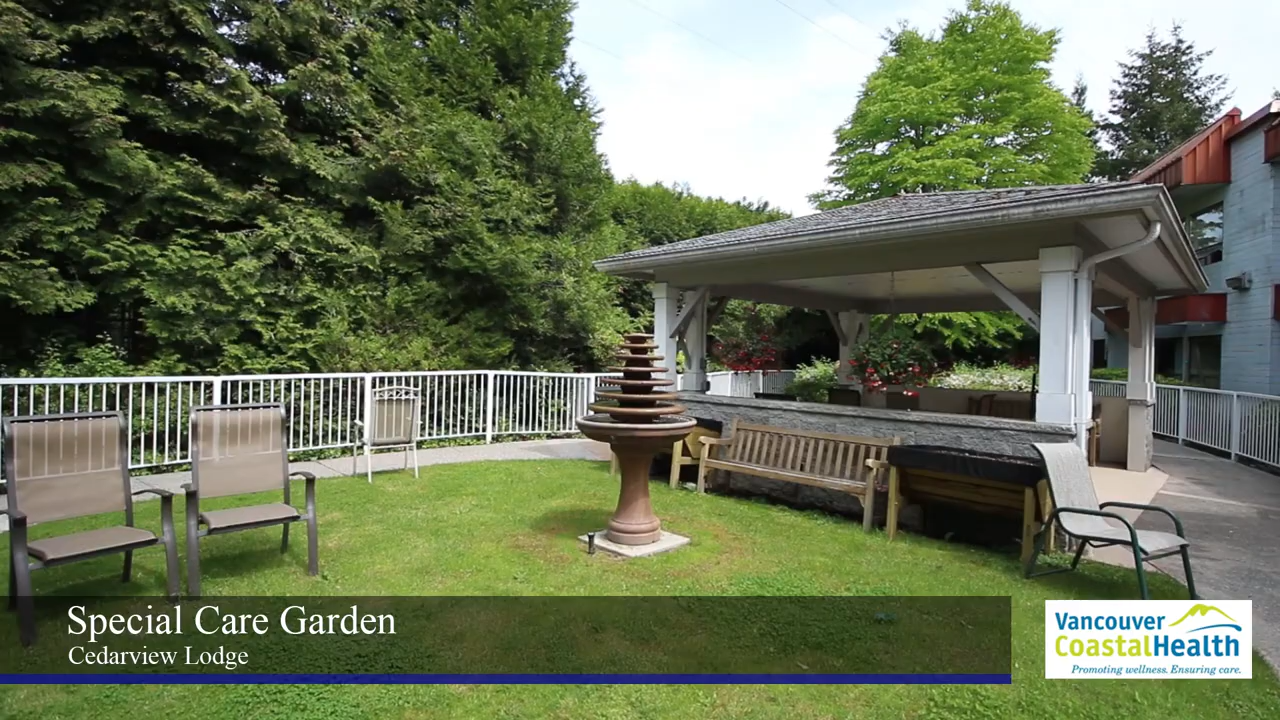 Special Care Garden
Cedarview Lodge
Vancouver
CoastalHealth
Promoting wellness. Ensuring care.